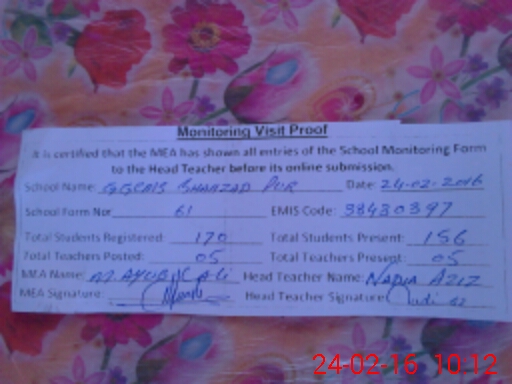 Monitoring Visit Proof
It is certified that the MEA has shown all entries of the School Monitoring Form
to the Head Teacher before its online submission.
School Name: SHAHZAD PUR Date: 24-02-2016
School Form No: 61 EMIS Code: 38430397
Total Students Registered: 170 Total Students Present: 156
Total Teachers Posted: 05 Total Teachers Present: 05
MEA Name: M. AYUB Ali Head Teacher Name: NADIA AZIZ
MEA Signature: Head Teacher Signature:
24-02-16 10:12